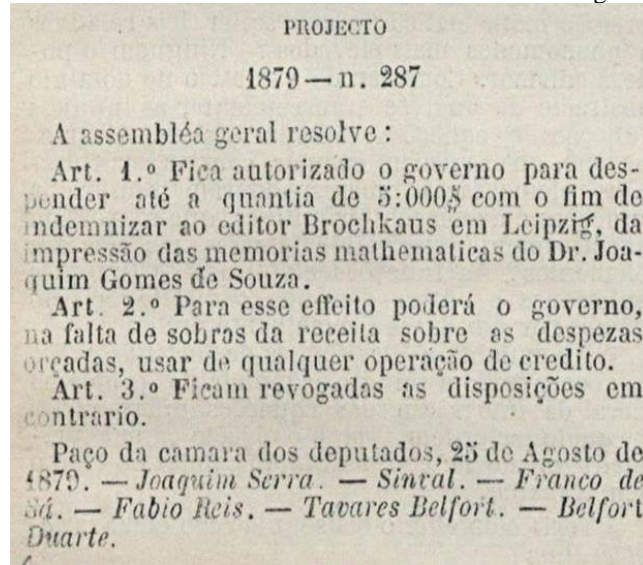 PROJECTO
1879 — n. 287
A assembléa geral resolve :
Art. 1.º Fica autorizado o governo para des-
pender até a quantia de 5:000$ com o fim de
indemnizar ao editor Brochkaus em Leipzig, da
impressão das memorias mathematicas do Dr. Joa-
quim Gomes de Souza.
Art. 2.º Para esse effeito poderá o governo,
na falta de sobras da receita sobre as despezas
orçadas, usar de qualquer operação de credito.
Art. 3.º Ficam revogadas as disposições em
contrario.
Paço da camara dos deputados, 25 de Agosto de
1879. — Joaquim Serra. — Sinval. — Franco de
Sá. — Fabio Reis. — Tavares Belfort. — Belfort
Duarte.